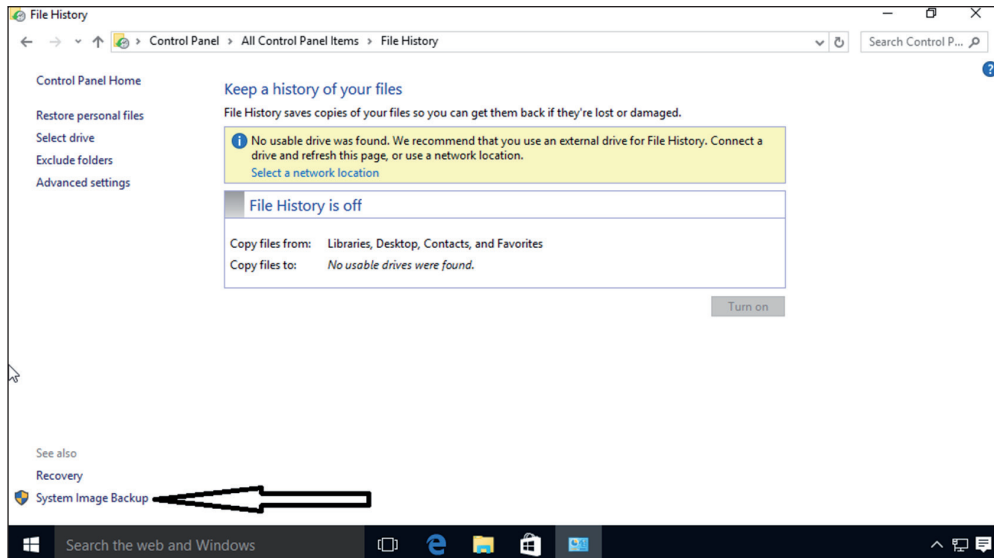 File History
Control Panel > All Control Panel Items > File History
Search Control P...
Control Panel Home
Restore personal files
Select drive
Exclude folders
Advanced settings
Keep a history of your files
File History saves copies of your files so you can get them back if they're lost or damaged.
No usable drive was found. We recommend that you use an external drive for File History. Connect a
drive and refresh this page, or use a network location.
Select a network location
File History is off
Copy files from: Libraries, Desktop, Contacts, and Favorites
Copy files to: No usable drives were found.
Turn on
See also
Recovery
System Image Backup
Search the web and Windows